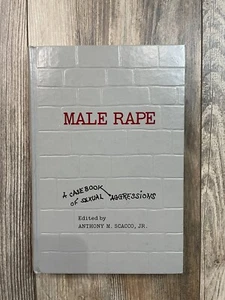 MALE RAPE
A CASEBOOK
OF SEXUAL AGGRESSIONS
Edited by
ANTHONY M. SCACCO, JR.